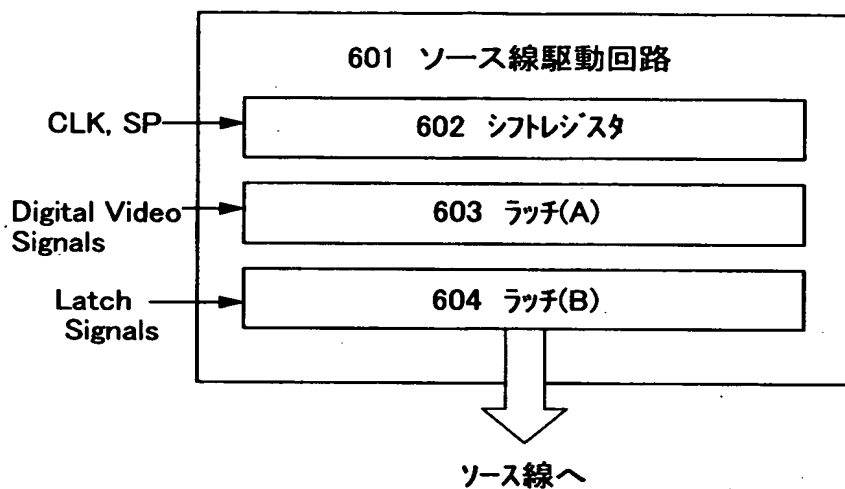 601 ソース線駆動回路
CLK, SP
602 シフトレジスタ
Digital Video
Signals
603 ラッチ(A)
Latch
Signals
604 ラッチ(B)
ソース線へ